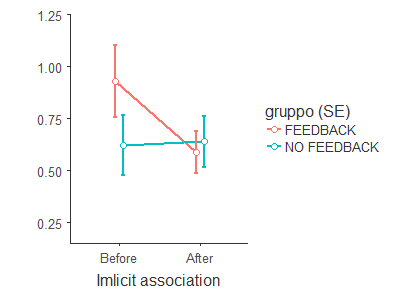 1.25
1.00
0.75
0.50
0.25
Before After
Imlicit association
gruppo (SE)
FEEDBACK
NO FEEDBACK